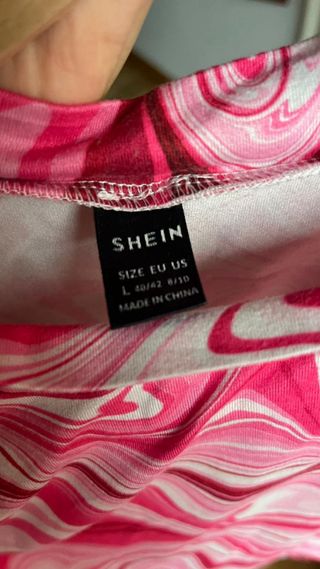 SHEIN
SIZE EU US
L 40/42 8/10
MADE IN CHINA